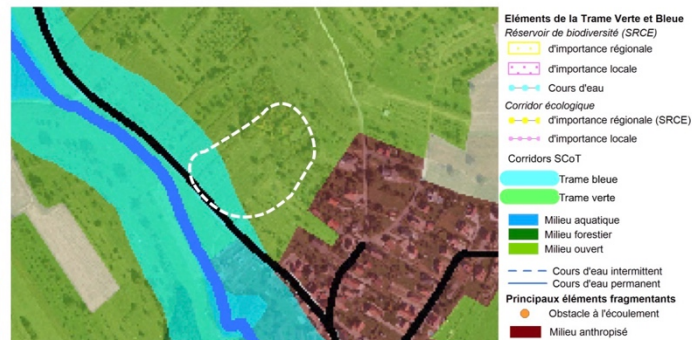 Eléments de la Trame Verte et Bleue
Réservoir de biodiversité (SRCE)
d'importance régionale
d'importance locale
Cours d'eau
Corridor écologique
d'importance régionale (SRCE)
d'importance locale
Corridors SCoT
Trame bleue
Trame verte
Milieu aquatique
Milieu forestier
Milieu ouvert
Cours d'eau intermittent
Cours d'eau permanent
Principaux éléments fragmentants
Obstacle à l'écoulement
Milieu anthropisé